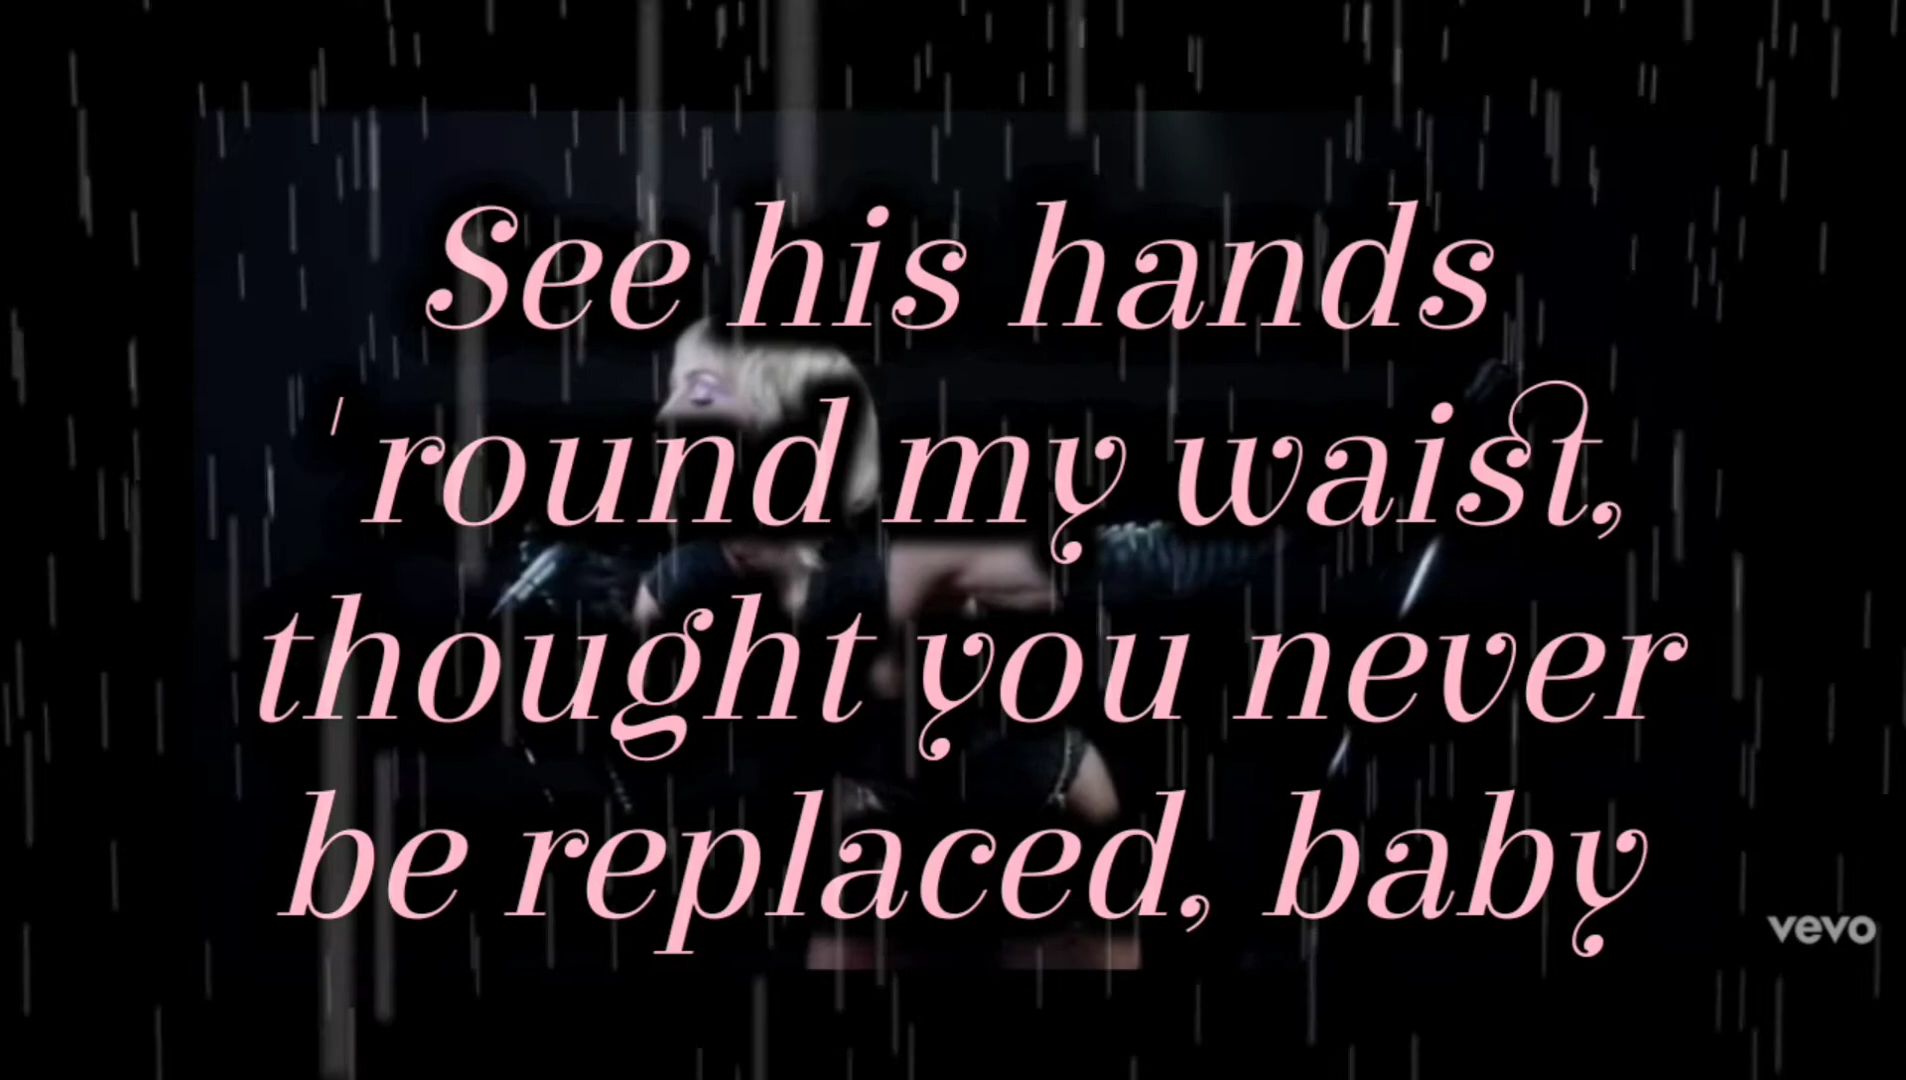 See his hands
'round my waist,
thought you never
be replaced, baby
vevo